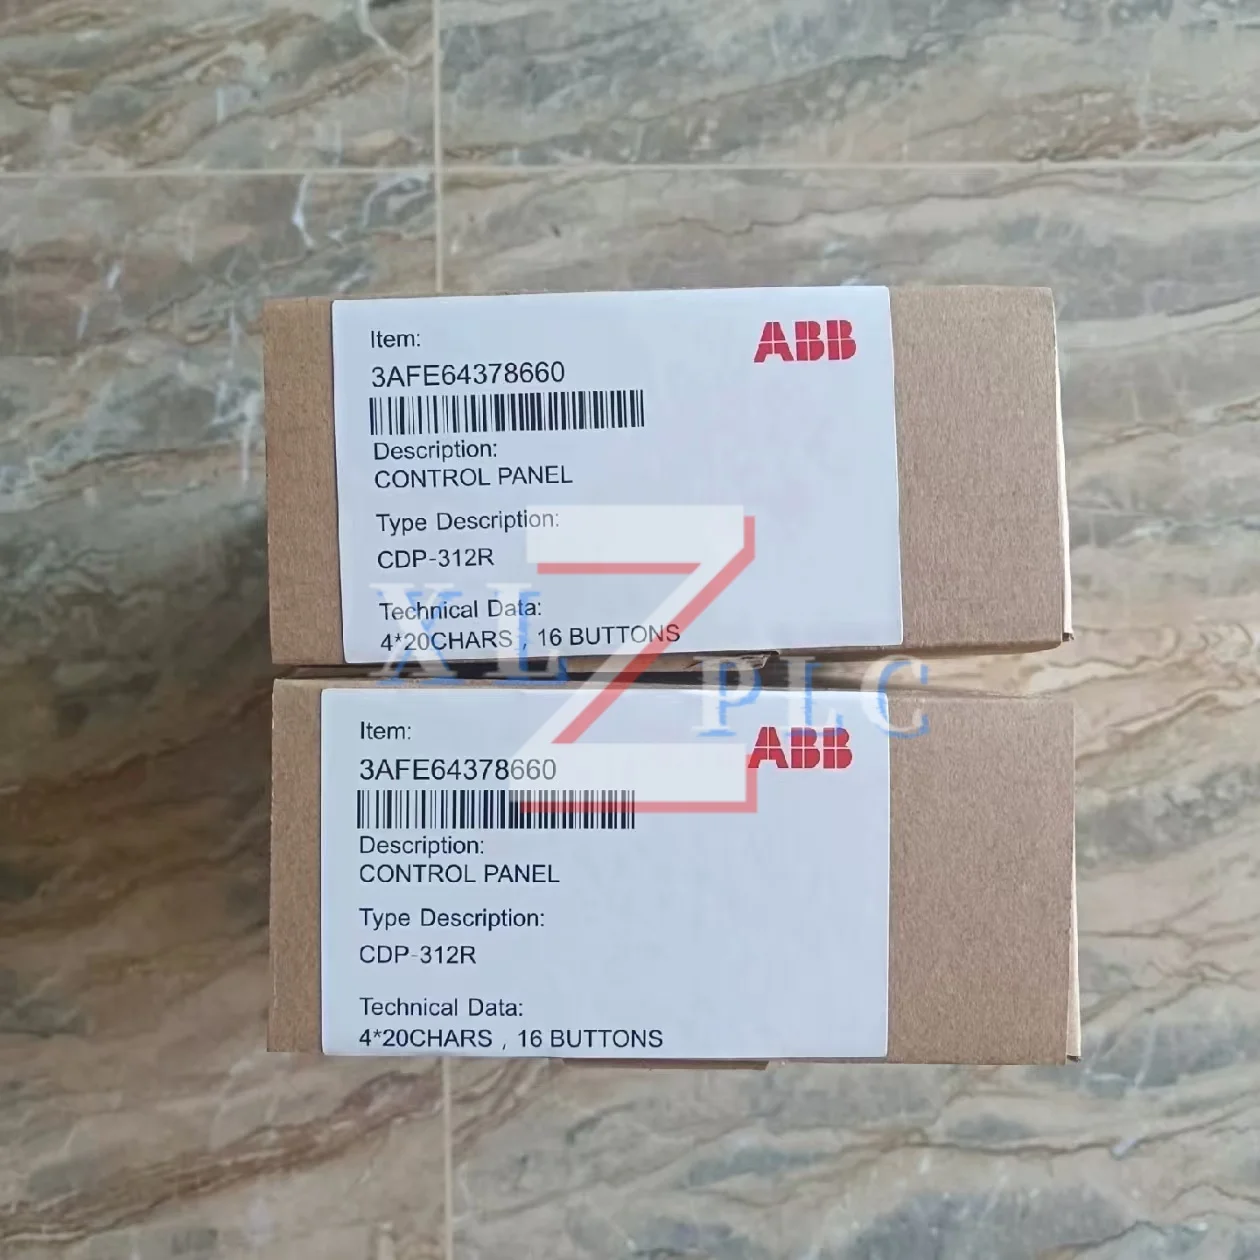 Item:
ABB
3AFE64378660
Description:
CONTROL PANEL
Type Description:
CDP-312R
Technical Data:
4*20CHARS , 16 BUTTONS
XLZPLC
Item:
ABB
3AFE64378660
Description:
CONTROL PANEL
Type Description:
CDP-312R
Technical Data:
4*20CHARS , 16 BUTTONS